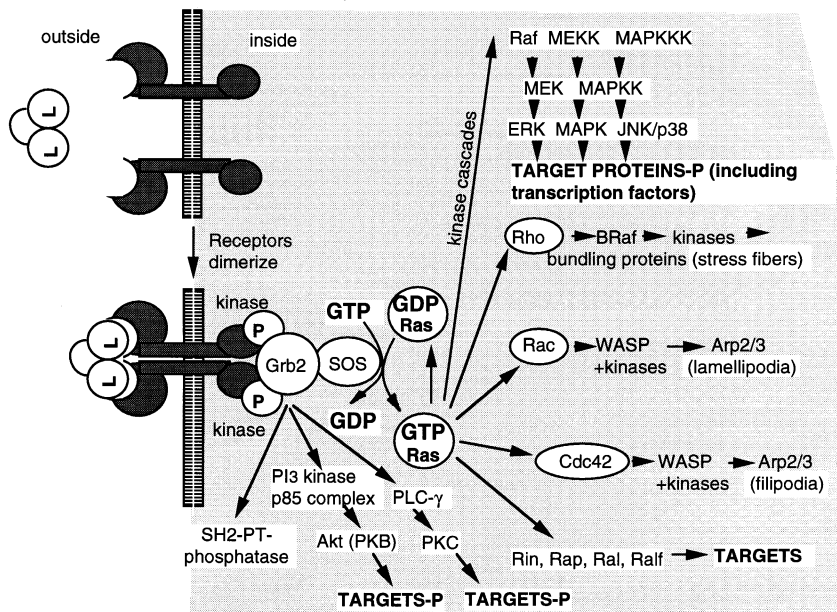 outside
inside
L
L
Receptors
dimerize
kinase
P
L
L
P
kinase
Grb2
SOS
GTP
GDP
GDP
Ras
GTP
Ras
kinase cascades
Raf MEKK MAPKKK
MEK MAPKK
ERK MAPK JNK/p38
TARGET PROTEINS-P (including
transcription factors)
Rho BRaf kinases
bundling proteins (stress fibers)
Rac WASP Arp2/3
+kinases (lamellipodia)
Cdc42 WASP Arp2/3
+kinases (filipodia)
Rin, Rap, Ral, Ralf TARGETS
SH2-PT-
phosphatase
PI3 kinase
p85 complex
Akt (PKB)
TARGETS-P
PLC-γ
PKC
TARGETS-P